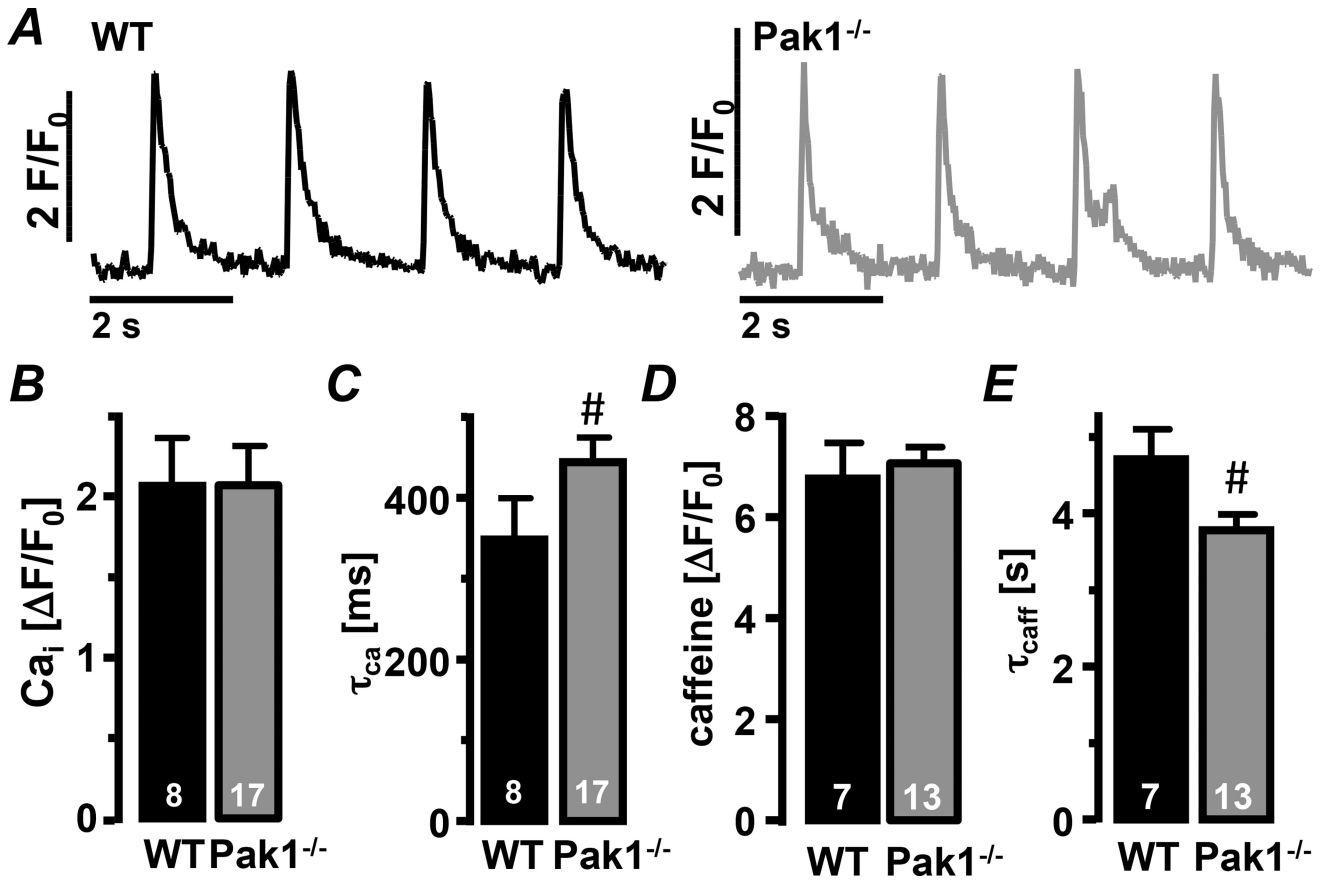 A
WT
Pak1-/-
2 F/F0
2 F/F0
2 s
2 s
B
C
D
E
Cai [ΔF/F0]
2
1
0
8
17
WT Pak1-/-
τca [ms]
400
200
0
#
8
17
WT Pak1-/-
caffeine [ΔF/F0]
8
6
4
2
0
7
13
WT Pak1-/-
τcaff [s]
4
2
0
#
7
13
WT Pak1-/-